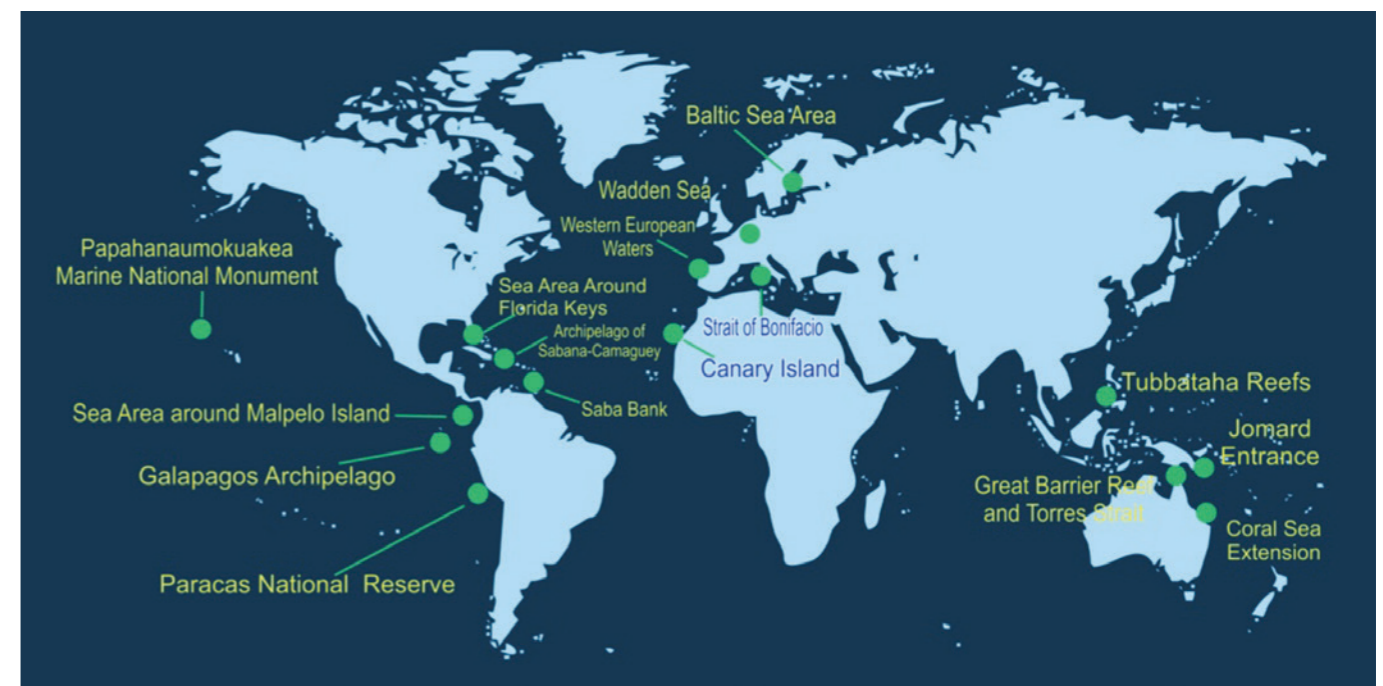 Baltic Sea Area
Wadden Sea
Western European
Waters
Papahanaumokuakea
Marine National Monument
Sea Area Around
Florida Keys
Archipelago of
Sabana-Camaguey
Strait of Bonifacio
Canary Island
Tubbataha Reefs
Saba Bank
Sea Area around Malpelo Island
Jomard
Entrance
Galapagos Archipelago
Great Barrier Reef
and Torres Strait
Coral Sea
Extension
Paracas National Reserve